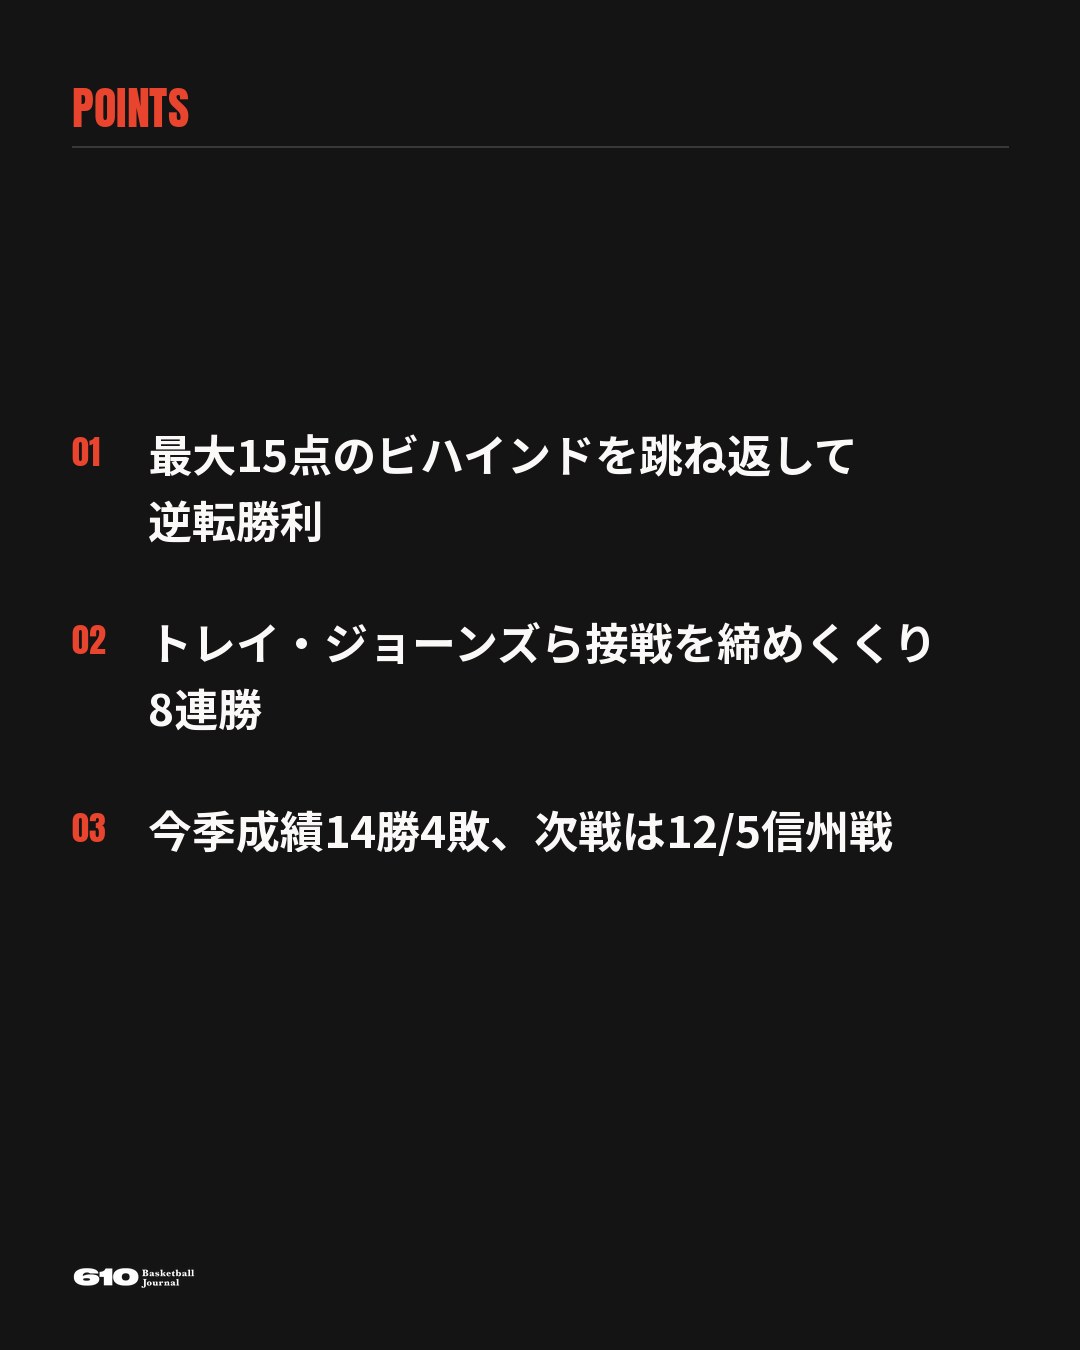 POINTS
01 最大15点のビハインドを跳ね返して
逆転勝利
02 トレイ・ジョーンズら接戦を締めくくり
8連勝
03 今季成績14勝4敗、次戦は12/5信州戦
610 Basketball
Journal